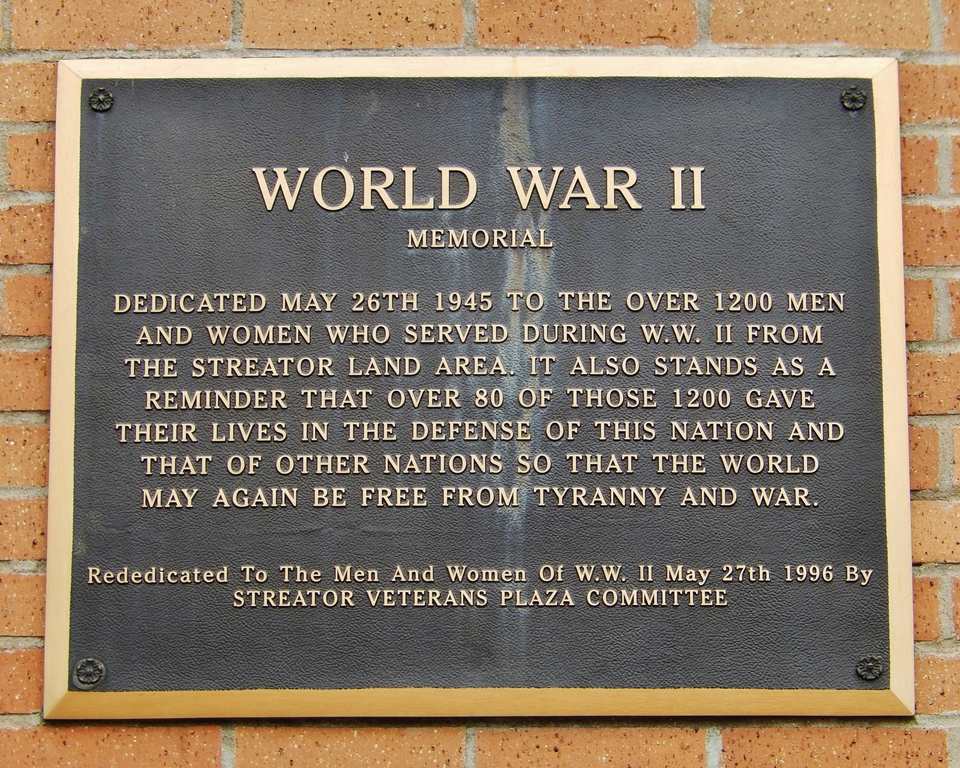 WORLD WAR II
MEMORIAL
DEDICATED MAY 26TH 1945 TO THE OVER 1200 MEN
AND WOMEN WHO SERVED DURING W.W. II FROM
THE STREATOR LAND AREA. IT ALSO STANDS AS A
REMINDER THAT OVER 80 OF THOSE 1200 GAVE
THEIR LIVES IN THE DEFENSE OF THIS NATION AND
THAT OF OTHER NATIONS SO THAT THE WORLD
MAY AGAIN BE FREE FROM TYRANNY AND WAR.
Rededicated To The Men And Women Of W.W. II May 27th 1996 By
STREATOR VETERANS PLAZA COMMITTEE